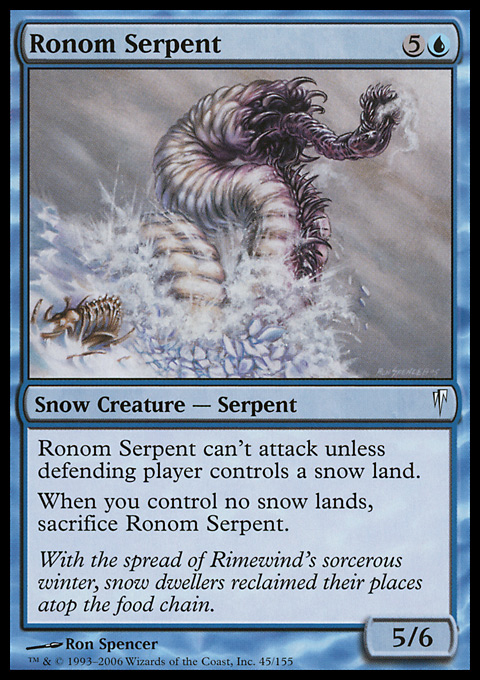 Ronom Serpent 5
Snow Creature — Serpent
Ronom Serpent can't attack unless
defending player controls a snow land.
When you control no snow lands,
sacrifice Ronom Serpent.
With the spread of Rimewind's sorcerous
winter, snow dwellers reclaimed their places
atop the food chain.
5/6
Ron Spencer
™ & © 1993–2006 Wizards of the Coast, Inc. 45/155